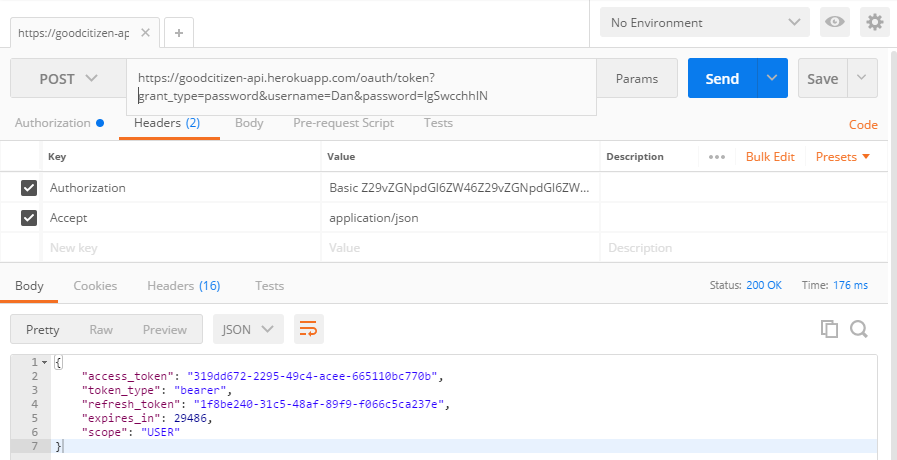 https://goodcitizen-ap
No Environment
POST
https://goodcitizen-api.herokuapp.com/oauth/token?
grant_type=password&username=Dan&password=IgSwcchhIN
Params
Send
Save
Authorization
Headers (2)
Body
Pre-request Script
Tests
Code
Key Value Description
Bulk Edit
Presets
Authorization Basic Z29vZGNpdGl6ZW46Z29vZGNpdGl6ZW...
Accept application/json
New key Value Description
Body Cookies Headers (16) Tests
Status: 200 OK
Time: 176 ms
Pretty Raw Preview
JSON
1 {
2 "access_token": "319dd672-2295-49c4-acee-665110bc770b",
3 "token_type": "bearer",
4 "refresh_token": "1f8be240-31c5-48af-89f9-f066c5ca237e",
5 "expires_in": 29486,
6 "scope": "USER"
7 }